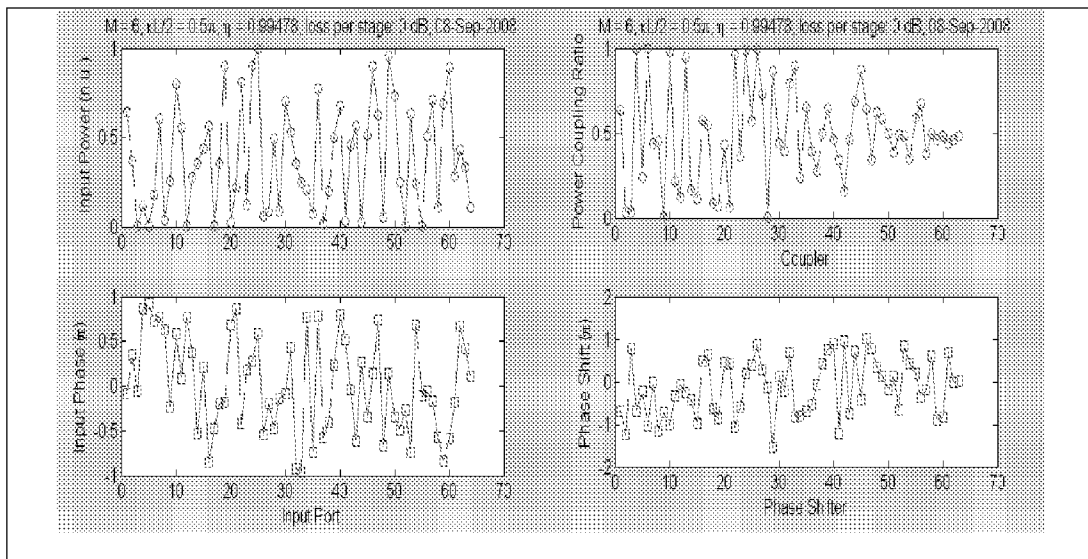 M = 6, κL/2 = 0.5π, η = 0.99478, loss per stage: 0 dB, 08-Sep-2008
1
0.5
0
Input Power (n.u.)
0 10 20 30 40 50 60 70
M = 6, κL/2 = 0.5π, η = 0.99478, loss per stage: 0 dB, 08-Sep-2008
1
0.5
0
Power Coupling Ratio
0 10 20 30 40 50 60 70
Coupler
1
0.5
0
-0.5
-1
Input Phase (π)
0 10 20 30 40 50 60 70
Input Port
2
1
0
-1
-2
Phase Shift (π)
0 10 20 30 40 50 60 70
Phase Shifter